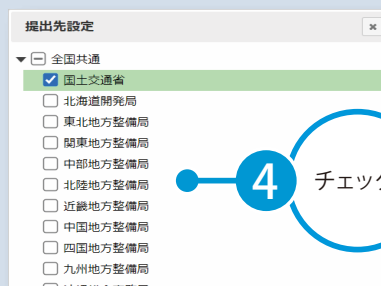 提出先設定
全国共通
国土交通省
北海道開発局
東北地方整備局
関東地方整備局
中部地方整備局
北陸地方整備局
近畿地方整備局
中国地方整備局
四国地方整備局
九州地方整備局
4
チェック